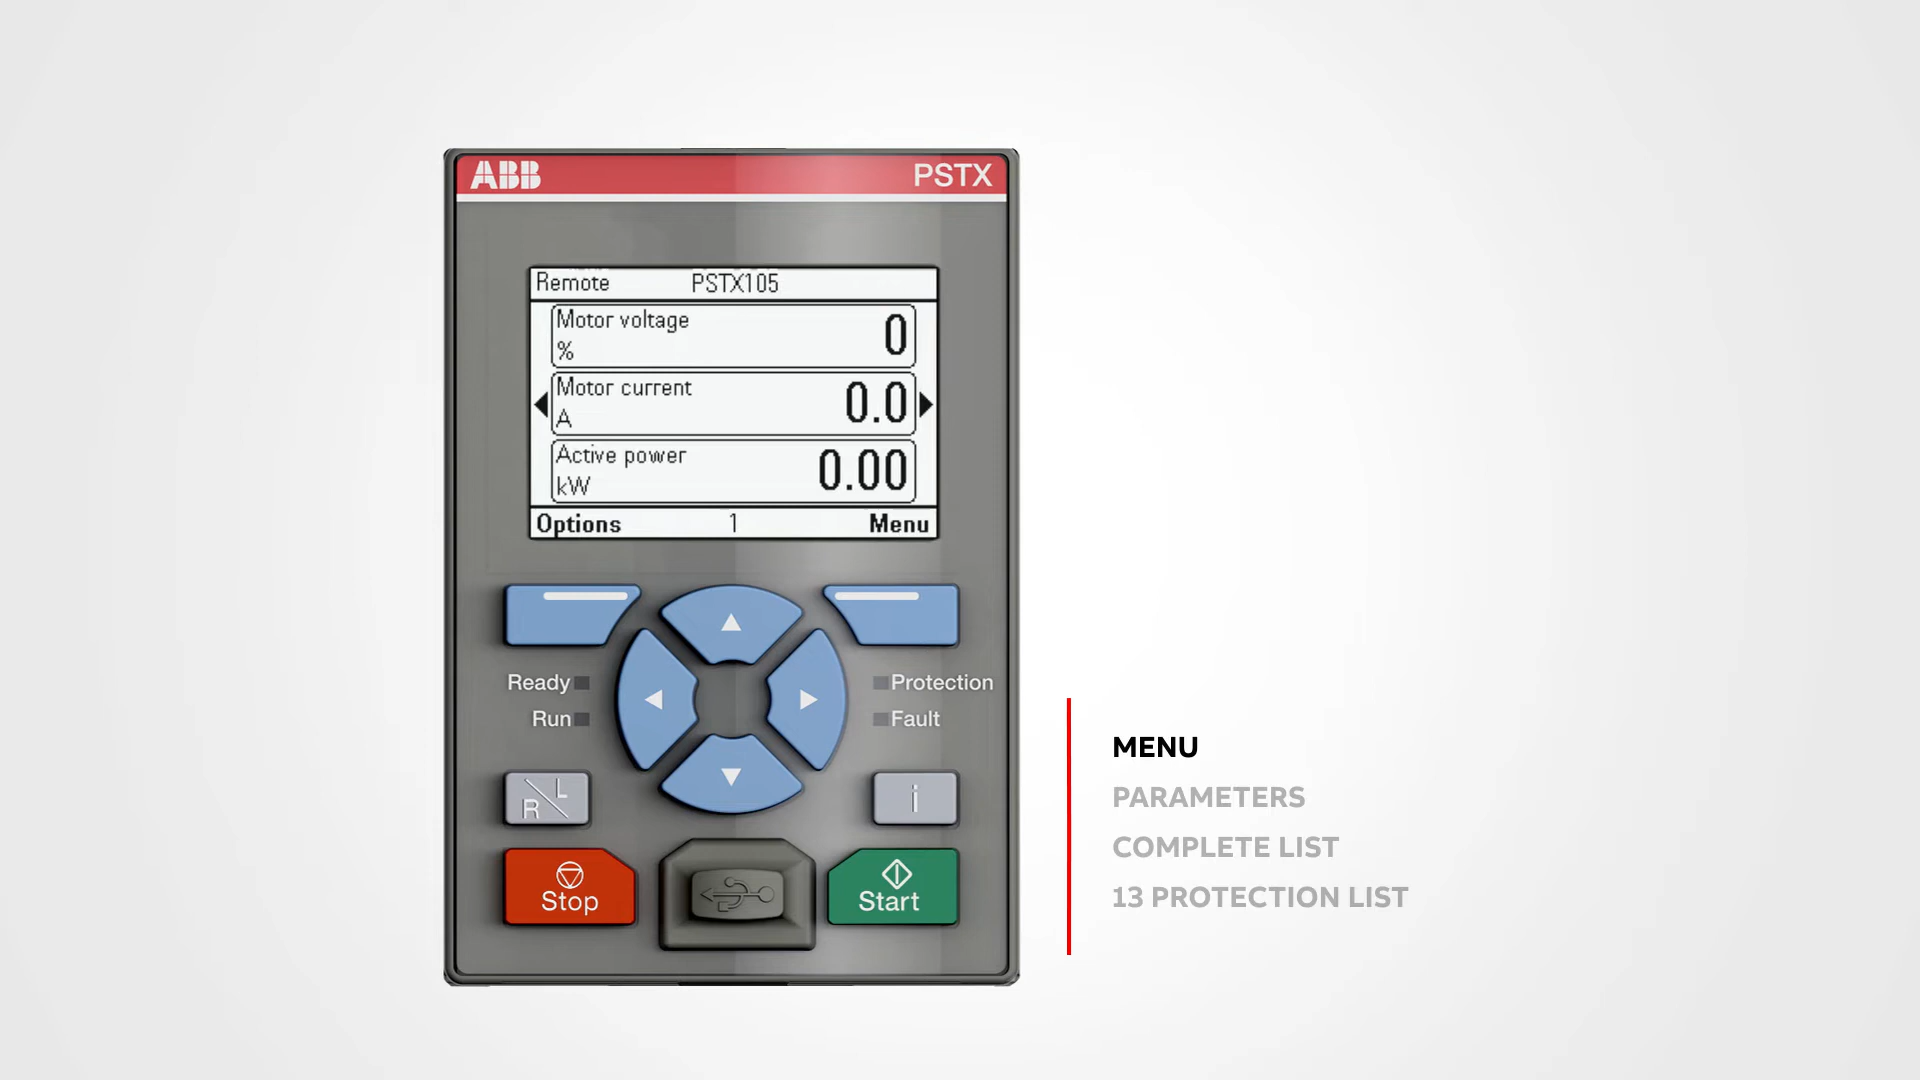 ABB PSTX
Remote PSTX105
Motor voltage
% 0
Motor current
A 0.0
Active power
kW 0.00
Options 1 Menu
Ready Protection
Run Fault
R L i
Stop Start
MENU
PARAMETERS
COMPLETE LIST
13 PROTECTION LIST